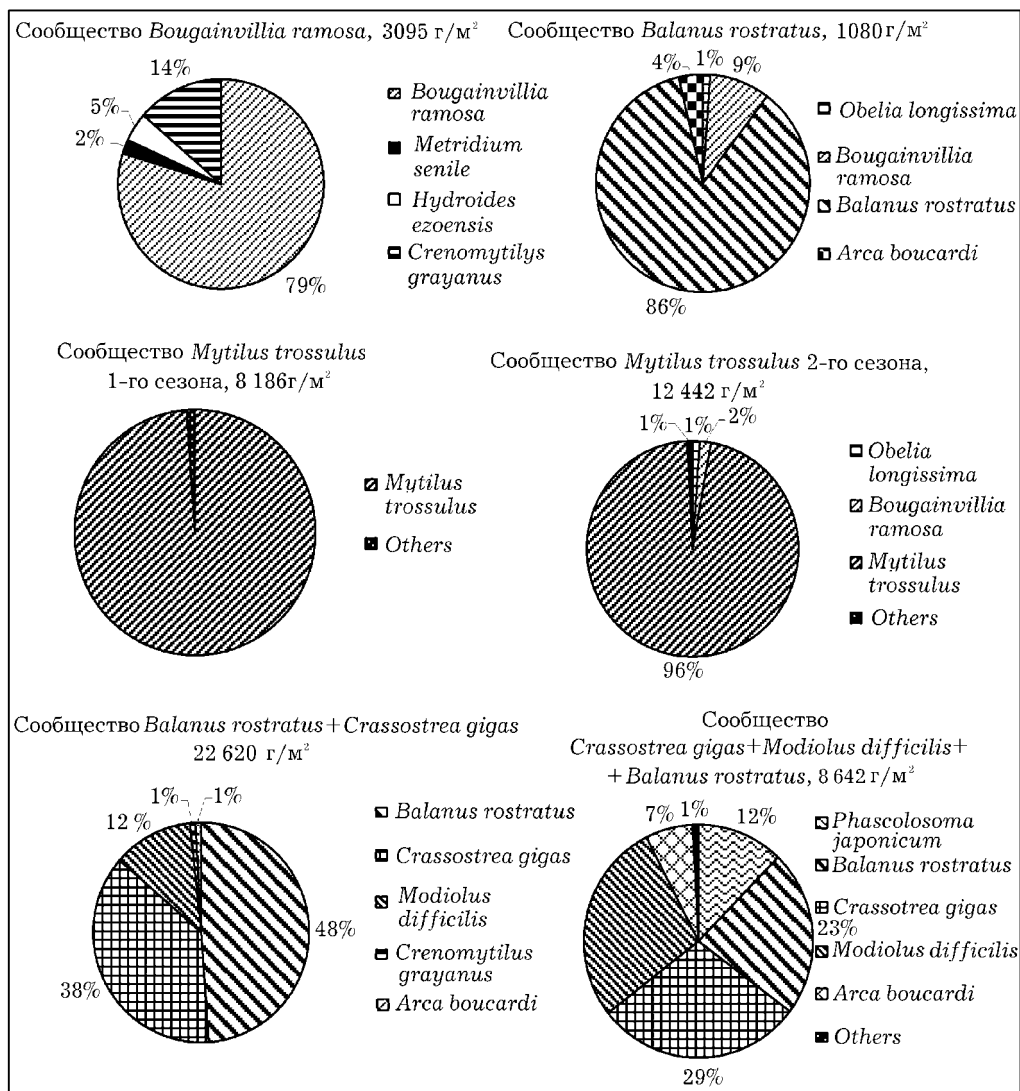 Сообщество Bougainvillia ramosa, 3095 г/м²
14%
5%
2%
79%
Bougainvillia
ramosa
Metridium
senile
Hydroides
ezoensis
Crenomytilys
grayanus
Сообщество Balanus rostratus, 1080г/м²
4%
1%
9%
86%
Obelia longissima
Bougainvillia
ramosa
Balanus rostratus
Arca boucardi
Сообщество Mytilus trossulus
1-го сезона, 8 186г/м²
Mytilus
trossulus
Others
Сообщество Mytilus trossulus 2-го сезона,
12 442 г/м²
1%
1%
2%
96%
Obelia
longissima
Bougainvillia
ramosa
Mytilus
trossulus
Others
Сообщество Balanus rostratus+Crassostrea gigas
22 620 г/м²
1%
1%
12 %
48%
38%
Balanus rostratus
Crassostrea gigas
Modiolus
difficilis
Crenomytilus
grayanus
Arca boucardi
Сообщество
Crassostrea gigas+Modiolus difficilis+
+Balanus rostratus, 8 642 г/м²
7%
1%
12%
23%
29%
Phascolosoma
japonicum
Balanus rostratus
Crassotrea gigas
Modiolus difficilis
Arca boucardi
Others